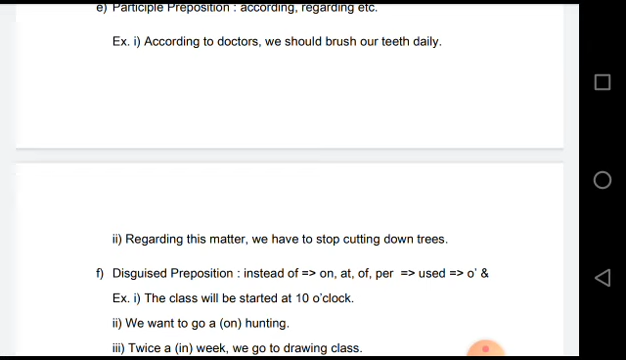 e) Participle Preposition : according, regarding etc.
Ex. i) According to doctors, we should brush our teeth daily.
ii) Regarding this matter, we have to stop cutting down trees.
f) Disguised Preposition : instead of => on, at, of, per => used => o' &
Ex. i) The class will be started at 10 o'clock.
ii) We want to go a (on) hunting.
iii) Twice a (in) week, we go to drawing class.